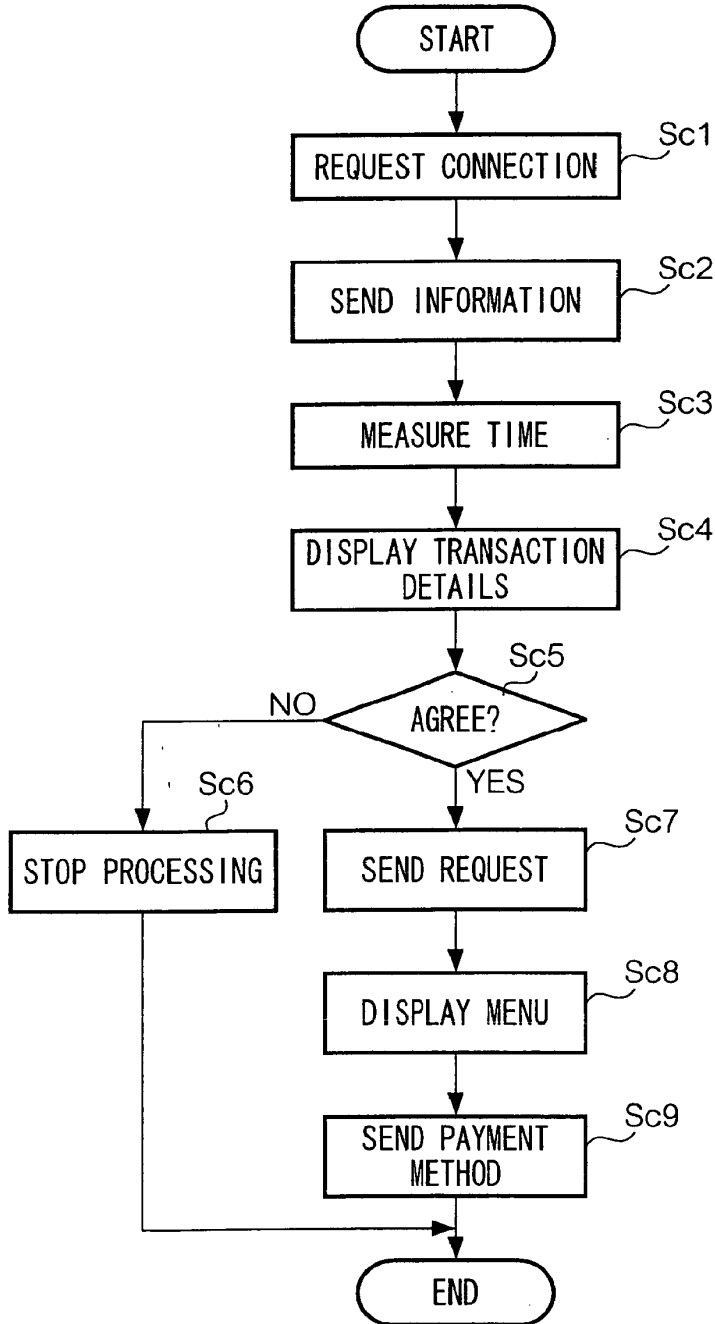 START
Sc1
REQUEST CONNECTION
Sc2
SEND INFORMATION
Sc3
MEASURE TIME
Sc4
DISPLAY TRANSACTION
DETAILS
Sc5
AGREE?
NO
YES
Sc6
STOP PROCESSING
Sc7
SEND REQUEST
Sc8
DISPLAY MENU
Sc9
SEND PAYMENT
METHOD
END